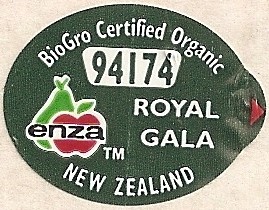 BioGro Certified Organic
94174
ROYAL
GALA
enza TM
NEW ZEALAND